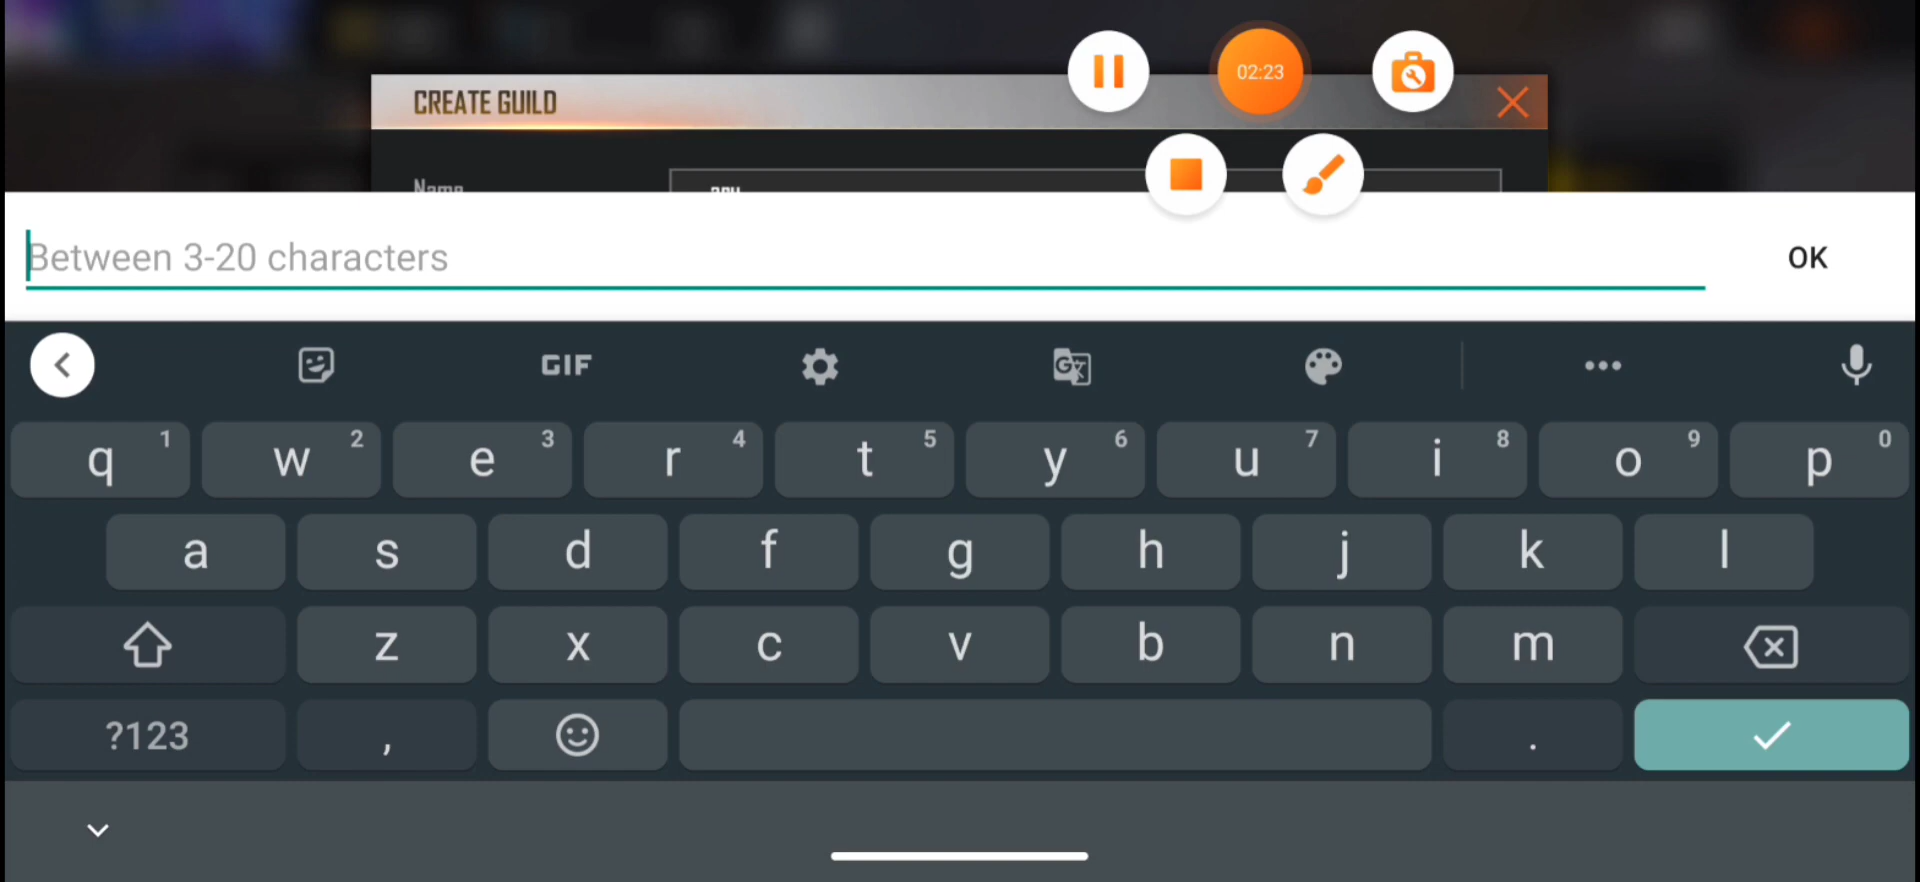 02:23
CREATE GUILD
Name
Between 3-20 characters
OK
GIF
q 1 w 2 e 3 r 4 t 5 y 6 u 7 i 8 o 9 p 0
a s d f g h j k l
z x c v b n m
?123 , .